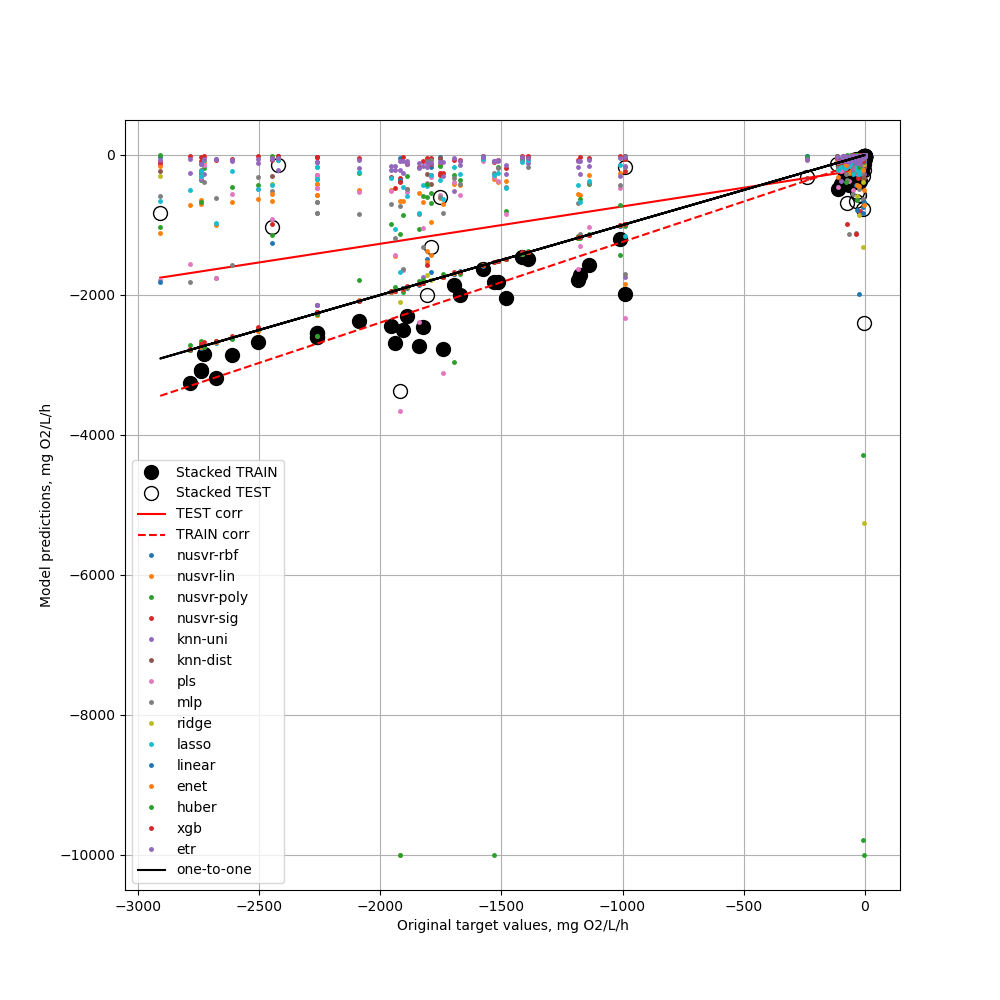 0
−2000
−4000
−6000
−8000
−10000
Model predictions, mg O2/L/h
Stacked TRAIN
Stacked TEST
TEST corr
TRAIN corr
nusvr-rbf
nusvr-lin
nusvr-poly
nusvr-sig
knn-uni
knn-dist
pls
mlp
ridge
lasso
linear
enet
huber
xgb
etr
one-to-one
−3000 −2500 −2000 −1500 −1000 −500 0
Original target values, mg O2/L/h